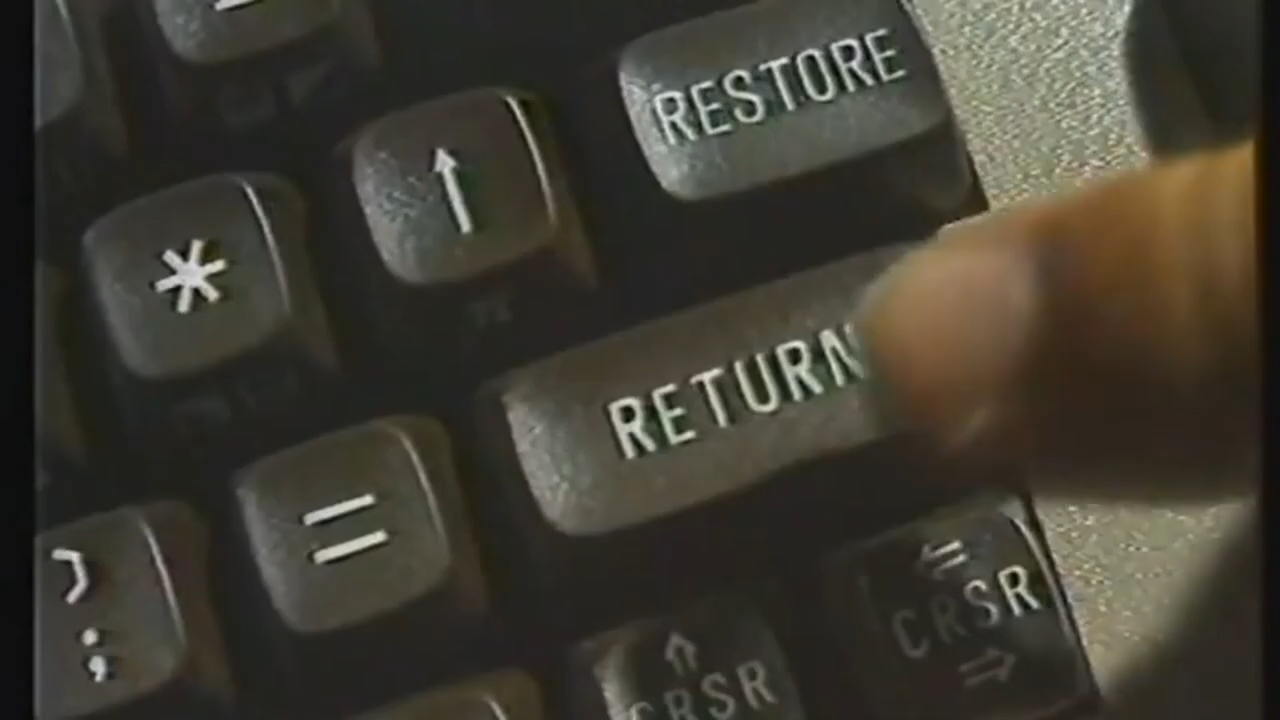 RESTORE
↑
*
RETURN
=
]
;
⇐
CRSR
⇒
⇑
CRSR